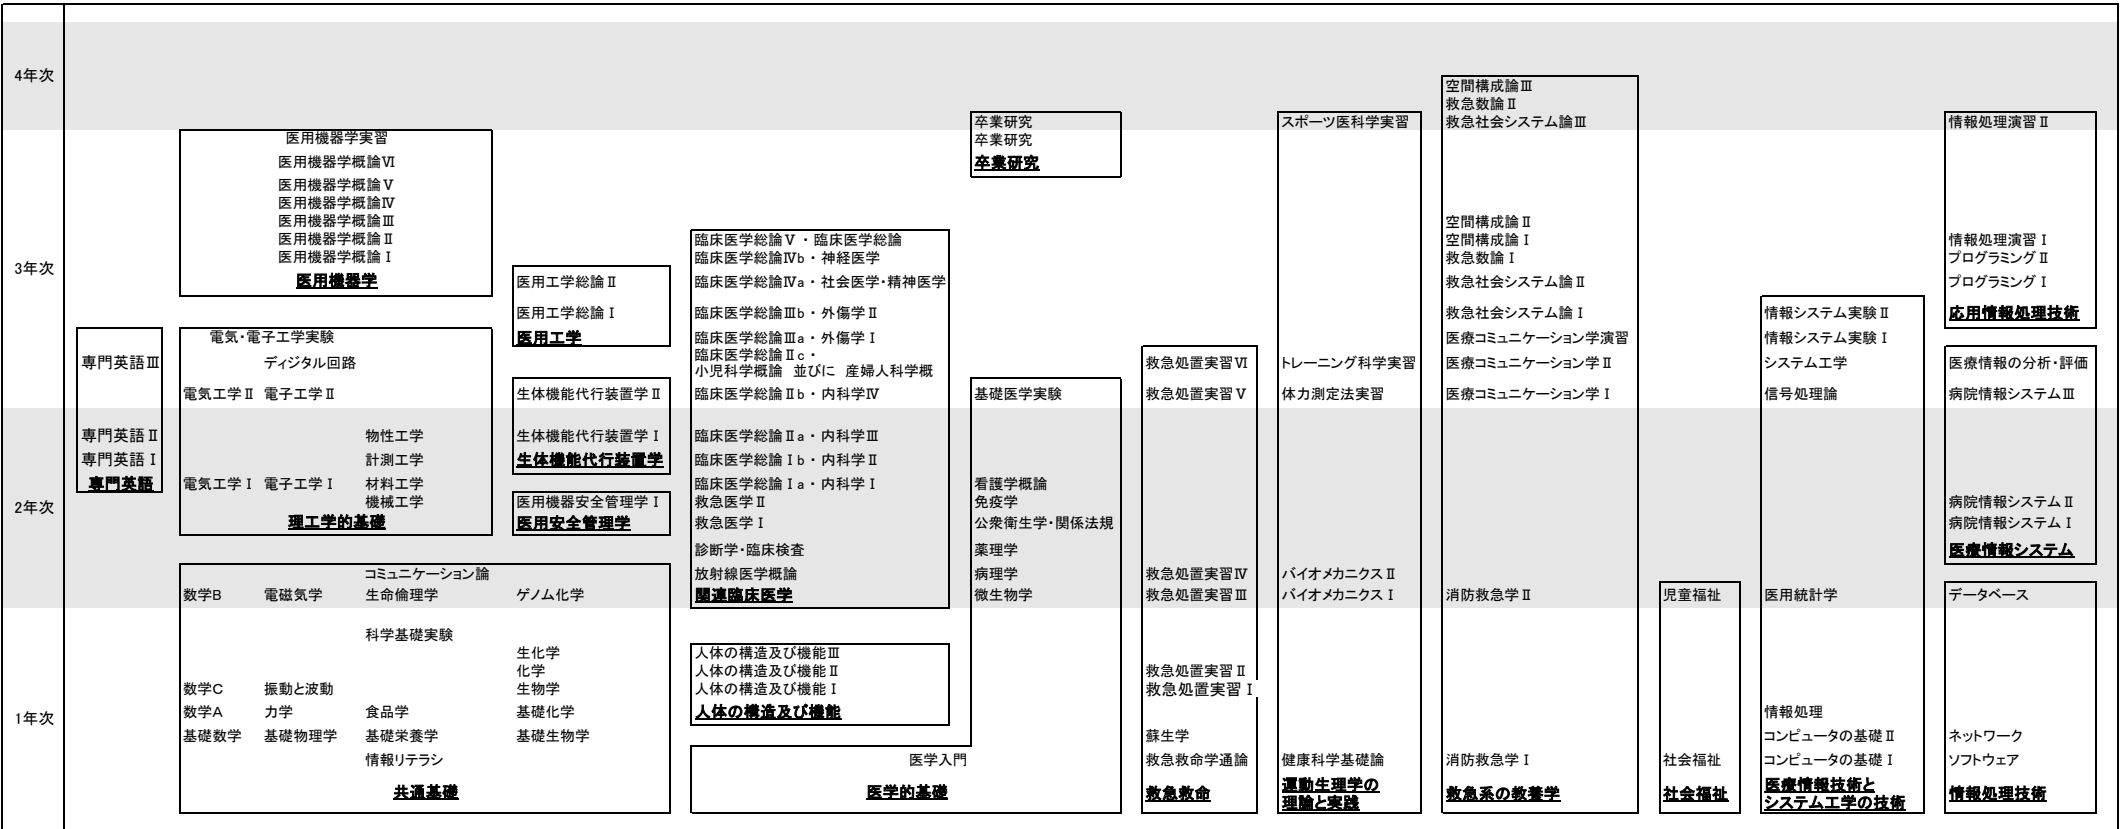 4年次
空間構成論Ⅲ
救急数論Ⅱ
卒業研究 スポーツ医科学実習 救急社会システム論Ⅲ 情報処理演習Ⅱ
医用機器学実習 卒業研究
医用機器学概論Ⅵ 卒業研究
医用機器学概論Ⅴ
医用機器学概論Ⅳ
医用機器学概論Ⅲ 空間構成論Ⅱ
医用機器学概論Ⅱ 臨床医学総論Ⅴ ・ 臨床医学総論 空間構成論Ⅰ 情報処理演習Ⅰ
医用機器学概論Ⅰ 臨床医学総論Ⅳb ・ 神経医学 救急数論Ⅰ プログラミングⅡ
3年次
医用機器学 医用工学総論Ⅱ 臨床医学総論Ⅳa ・ 社会医学・精神医学 救急社会システム論Ⅱ プログラミングⅠ
医用工学総論Ⅰ 臨床医学総論Ⅲb ・ 外傷学Ⅱ 救急社会システム論Ⅰ 情報システム実験Ⅱ 応用情報処理技術
電気・電子工学実験 医用工学 臨床医学総論Ⅲa ・ 外傷学Ⅰ 医療コミュニケーション学演習 情報システム実験Ⅰ
臨床医学総論Ⅱc ・
専門英語Ⅲ ディジタル回路 小児科学概論 並びに 産婦人科学概 救急処置実習Ⅵ トレーニング科学実習 医療コミュニケーション学Ⅱ システム工学 医療情報の分析・評価
電気工学Ⅱ 電子工学Ⅱ 生体機能代行装置学Ⅱ 臨床医学総論Ⅱb ・ 内科学Ⅳ 基礎医学実験 救急処置実習Ⅴ 体力測定法実習 医療コミュニケーション学Ⅰ 信号処理論 病院情報システムⅢ
専門英語Ⅱ 物性工学 生体機能代行装置学Ⅰ 臨床医学総論Ⅱa ・ 内科学Ⅲ
専門英語Ⅰ 計測工学 生体機能代行装置学 臨床医学総論Ⅰb ・ 内科学Ⅱ
専門英語 電気工学Ⅰ 電子工学Ⅰ 材料工学 臨床医学総論Ⅰa ・ 内科学Ⅰ 看護学概論
機械工学 医用機器安全管理学Ⅰ 救急医学Ⅱ 免疫学 病院情報システムⅡ
2年次
理工学的基礎 医用安全管理学 救急医学Ⅰ 公衆衛生学・関係法規 病院情報システムⅠ
診断学・臨床検査 薬理学 医療情報システム
コミュニケーション論 放射線医学概論 病理学 救急処置実習Ⅳ バイオメカニクスⅡ
数学B 電磁気学 生命倫理学 ゲノム化学 関連臨床医学 微生物学 救急処置実習Ⅲ バイオメカニクスⅠ 消防救急学Ⅱ 児童福祉 医用統計学 データベース
科学基礎実験
生化学 人体の構造及び機能Ⅲ
化学 人体の構造及び機能Ⅱ 救急処置実習Ⅱ
数学C 振動と波動 生物学 人体の構造及び機能Ⅰ 救急処置実習Ⅰ
1年次
数学A 力学 食品学 基礎化学 人体の構造及び機能 情報処理
基礎数学 基礎物理学 基礎栄養学 基礎生物学 蘇生学 コンピュータの基礎Ⅱ ネットワーク
情報リテラシ 医学入門 救急救命学通論 健康科学基礎論 消防救急学Ⅰ 社会福祉 コンピュータの基礎Ⅰ ソフトウェア
共通基礎 医学的基礎 救急救命 運動生理学の 救急系の教養学 社会福祉 医療情報技術と 情報処理技術
理論と実践 システム工学の技術